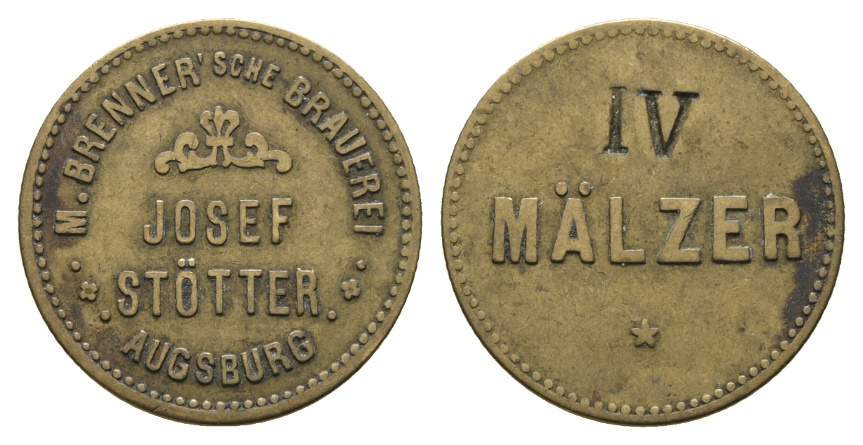 M. BRENNER'SCHE BRAUEREI
JOSEF
STÖTTER
AUGSBURG
IV
MÄLZER